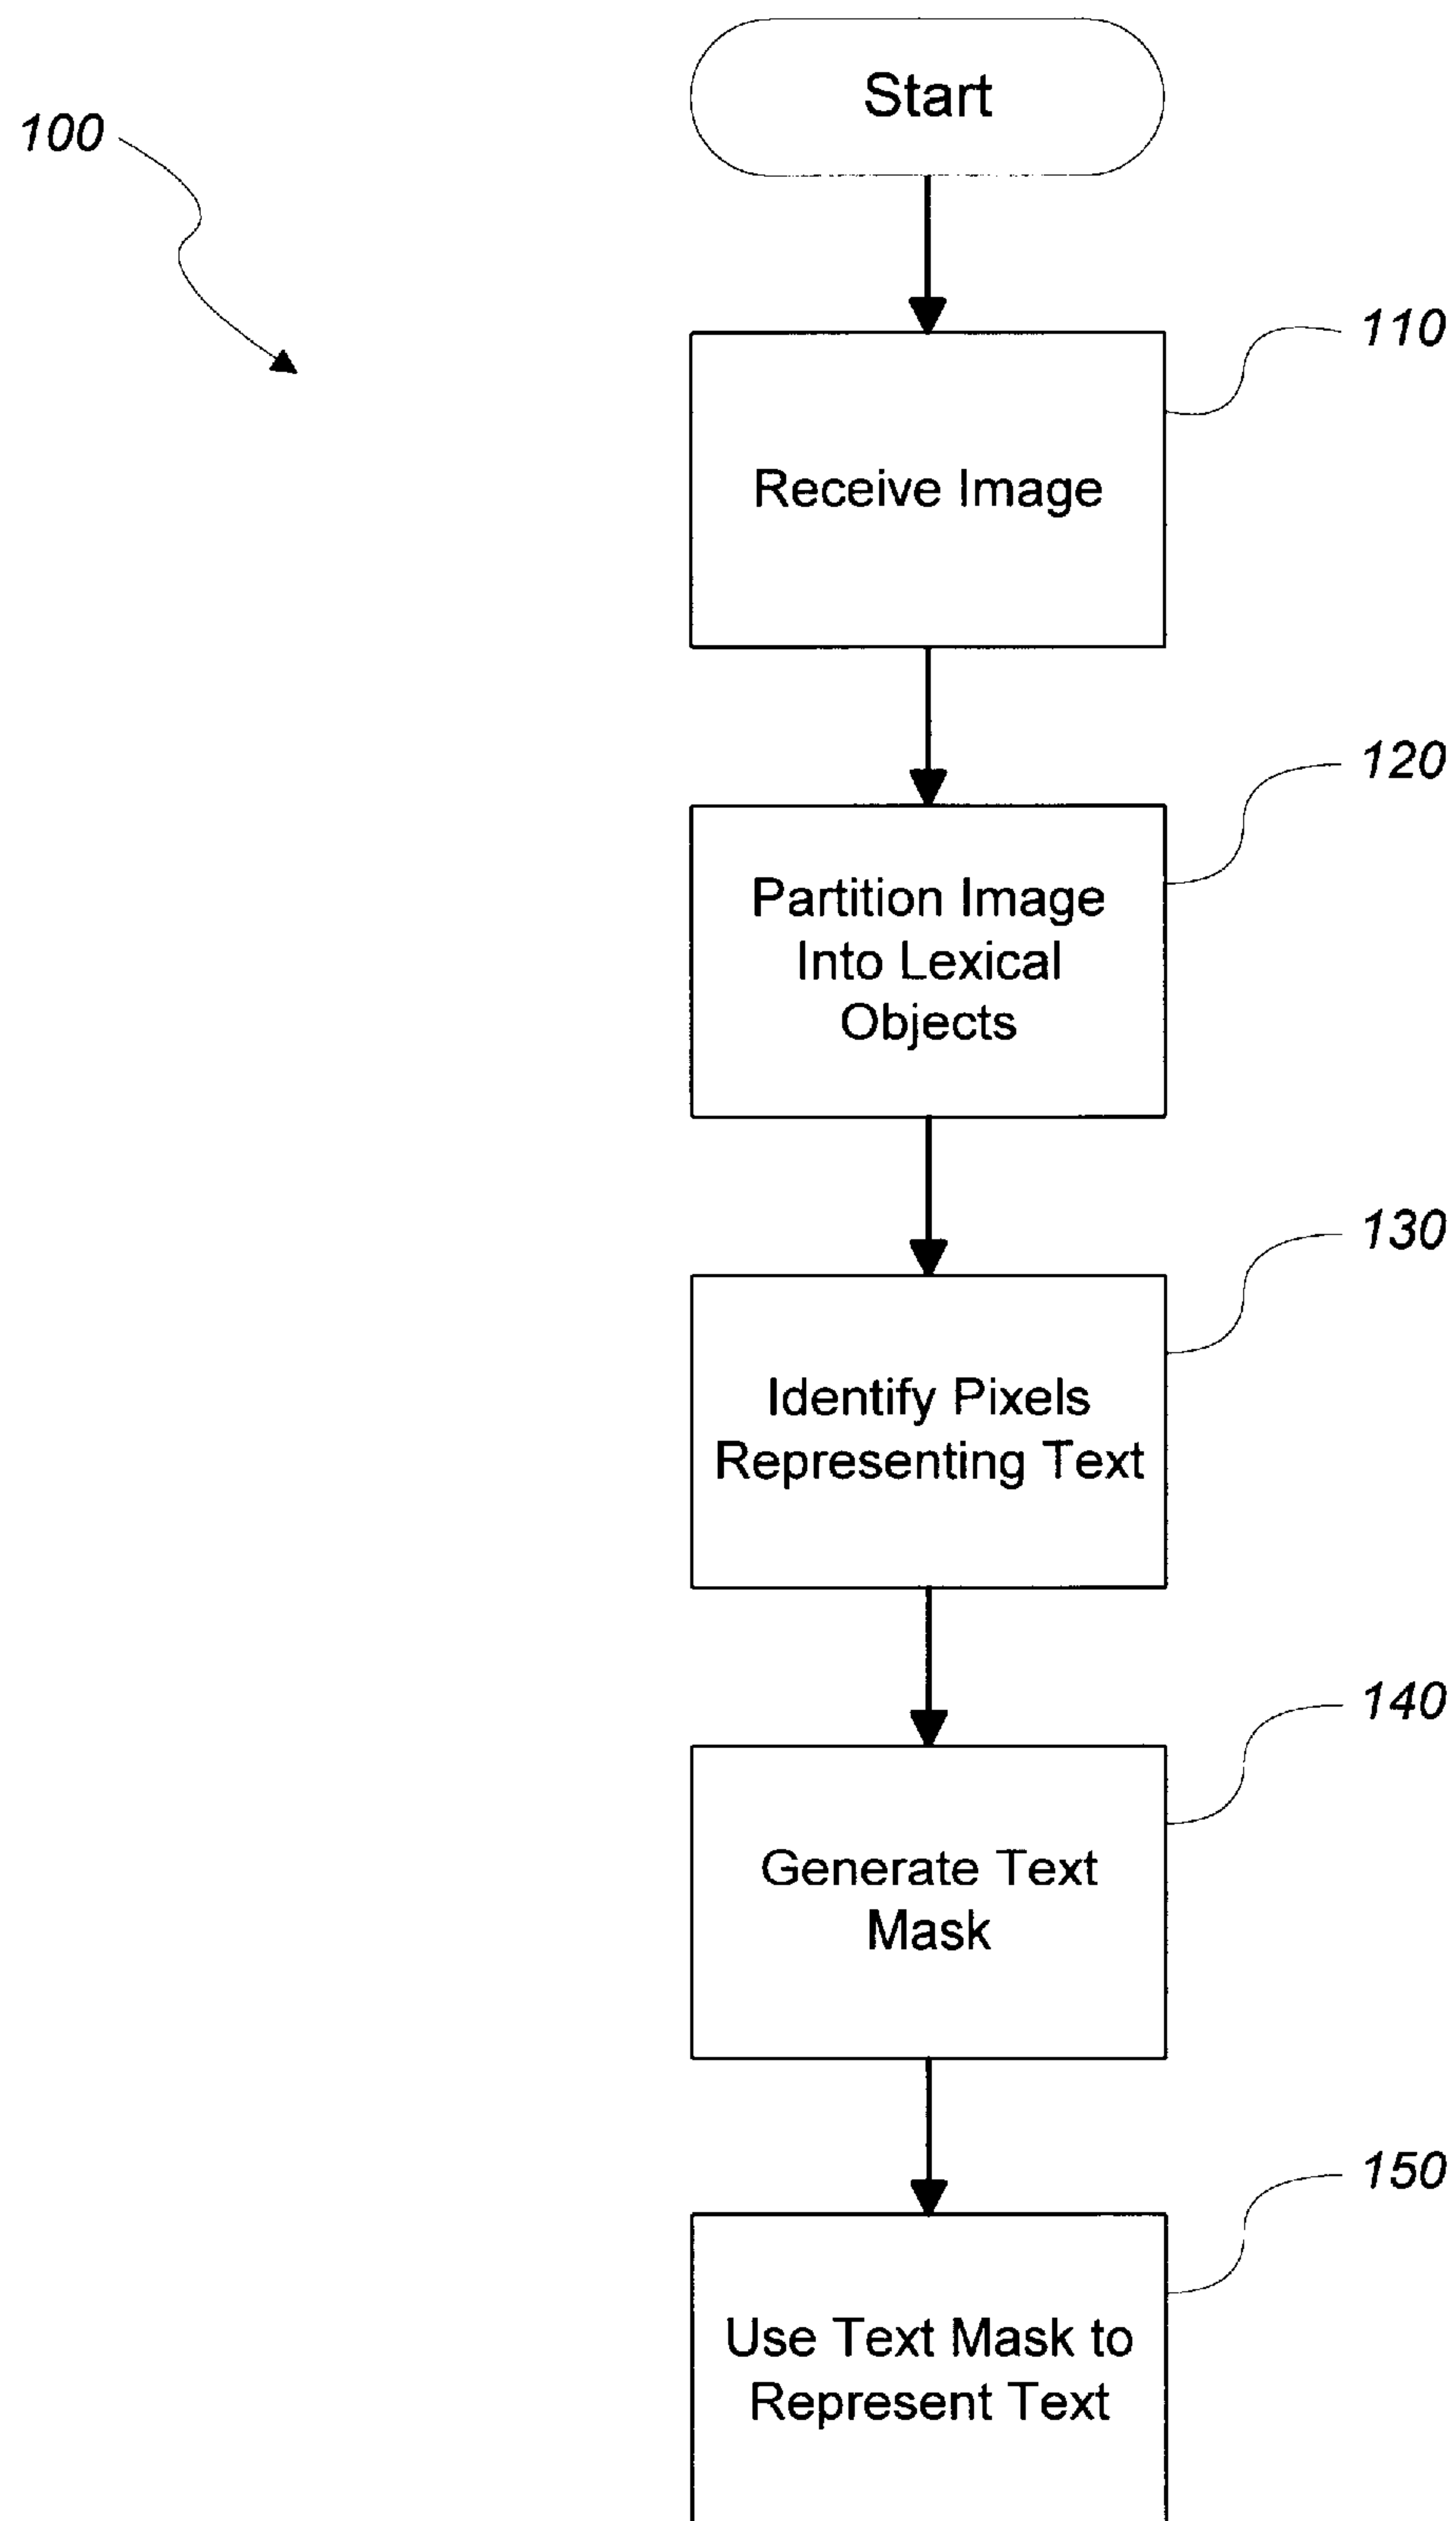 Start
100
110
Receive Image
120
Partition Image
Into Lexical
Objects
130
Identify Pixels
Representing Text
140
Generate Text
Mask
150
Use Text Mask to
Represent Text